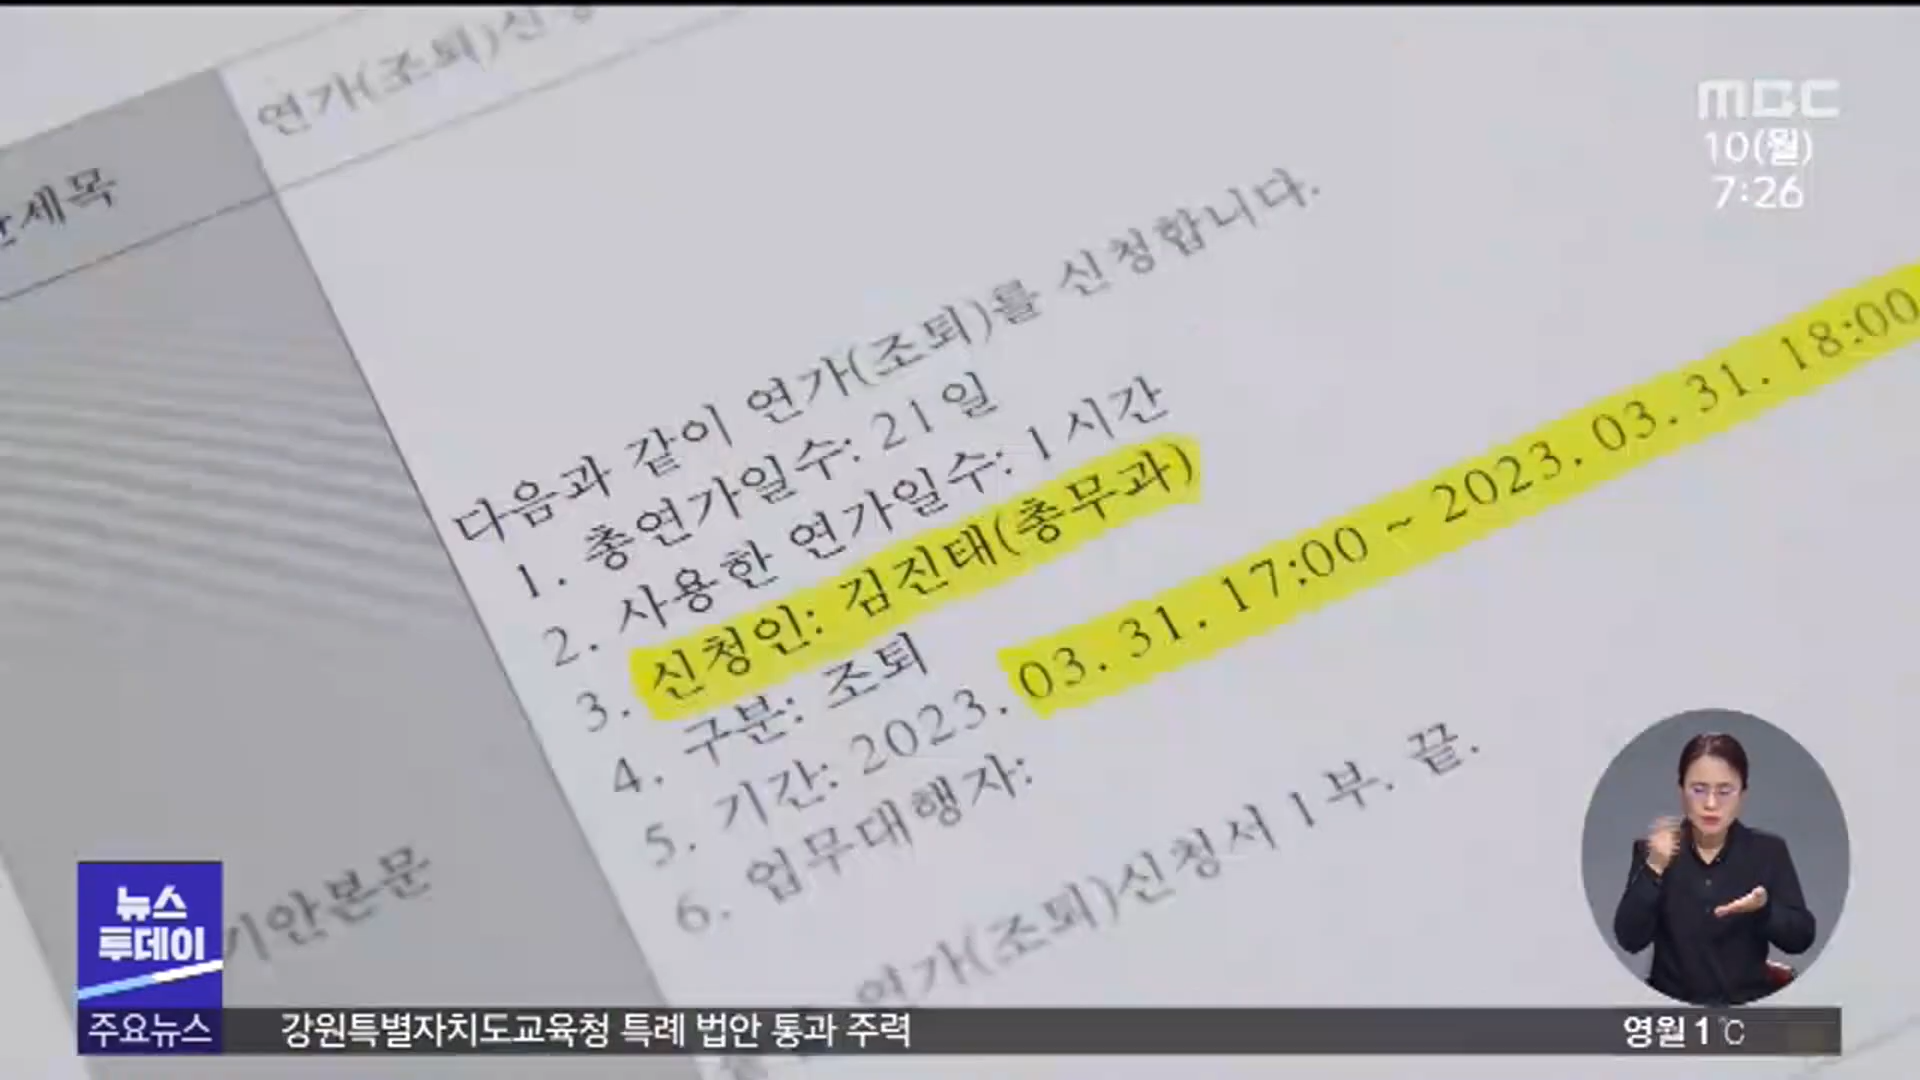 연가(조퇴)신청
MBC
10(월)
7:26
세목
다음과 같이 연가(조퇴)를 신청합니다.
1. 총연가일수: 21일
2. 사용한 연가일수: 1시간
3. 신청인: 김진태(총무과)
4. 구분: 조퇴
5. 기간: 2023. 03. 31. 17:00 ~ 2023. 03. 31. 18:00
6. 업무대행자:
연가(조퇴)신청서 1부. 끝.
기안본문
뉴스
투데이
주요뉴스 강원특별자치도교육청 특례 법안 통과 주력 영월 1℃